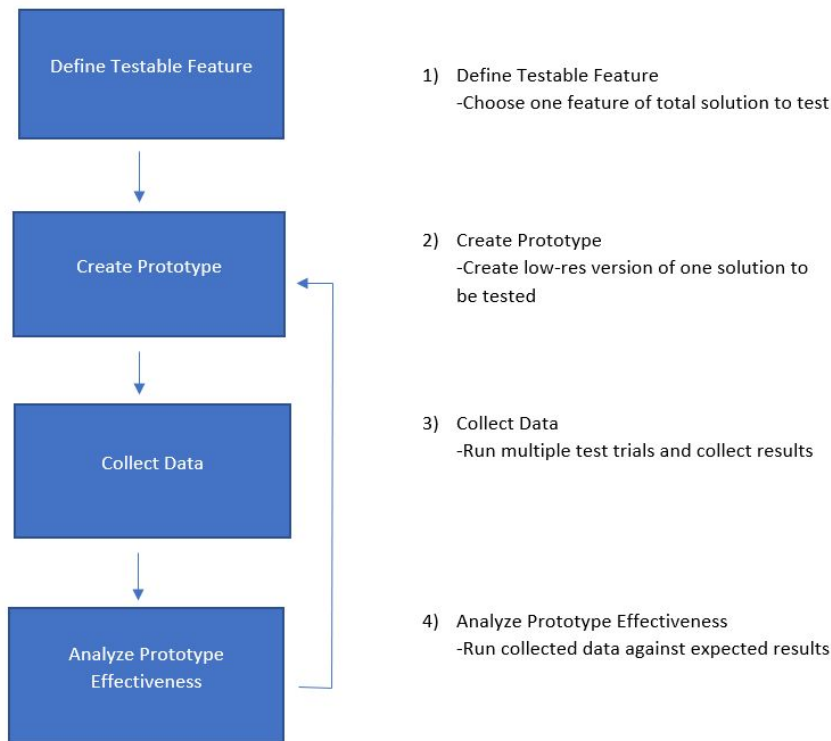 Define Testable Feature
1) Define Testable Feature
-Choose one feature of total solution to test
Create Prototype
2) Create Prototype
-Create low-res version of one solution to
be tested
Collect Data
3) Collect Data
-Run multiple test trials and collect results
Analyze Prototype
Effectiveness
4) Analyze Prototype Effectiveness
-Run collected data against expected results